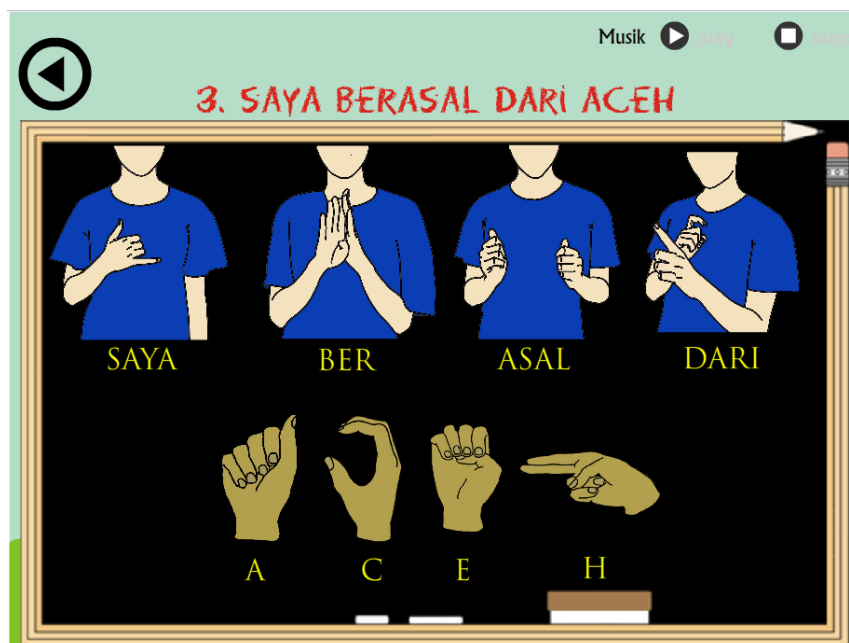 Musik play stop
3. SAYA BERASAL DARI ACEH
SAYA BER ASAL DARI
A C E H